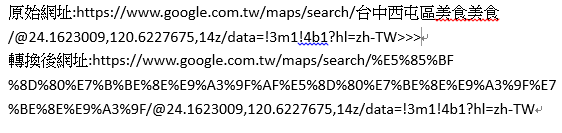 原始網址:https://www.google.com.tw/maps/search/台中西屯區美食美食
/@24.1623009,120.6227675,14z/data=!3m1!4b1?hl=zh-TW>>>
轉換後網址:https://www.google.com.tw/maps/search/%E5%85%BF
%8D%80%E7%B%BE%8E%E9%A3%9F%AF%E5%8D%80%E7%BE%8E%E9%A3%9F%E7
%BE%8E%E9%A3%9F/@24.1623009,120.6227675,14z/data=!3m1!4b1?hl=zh-TW